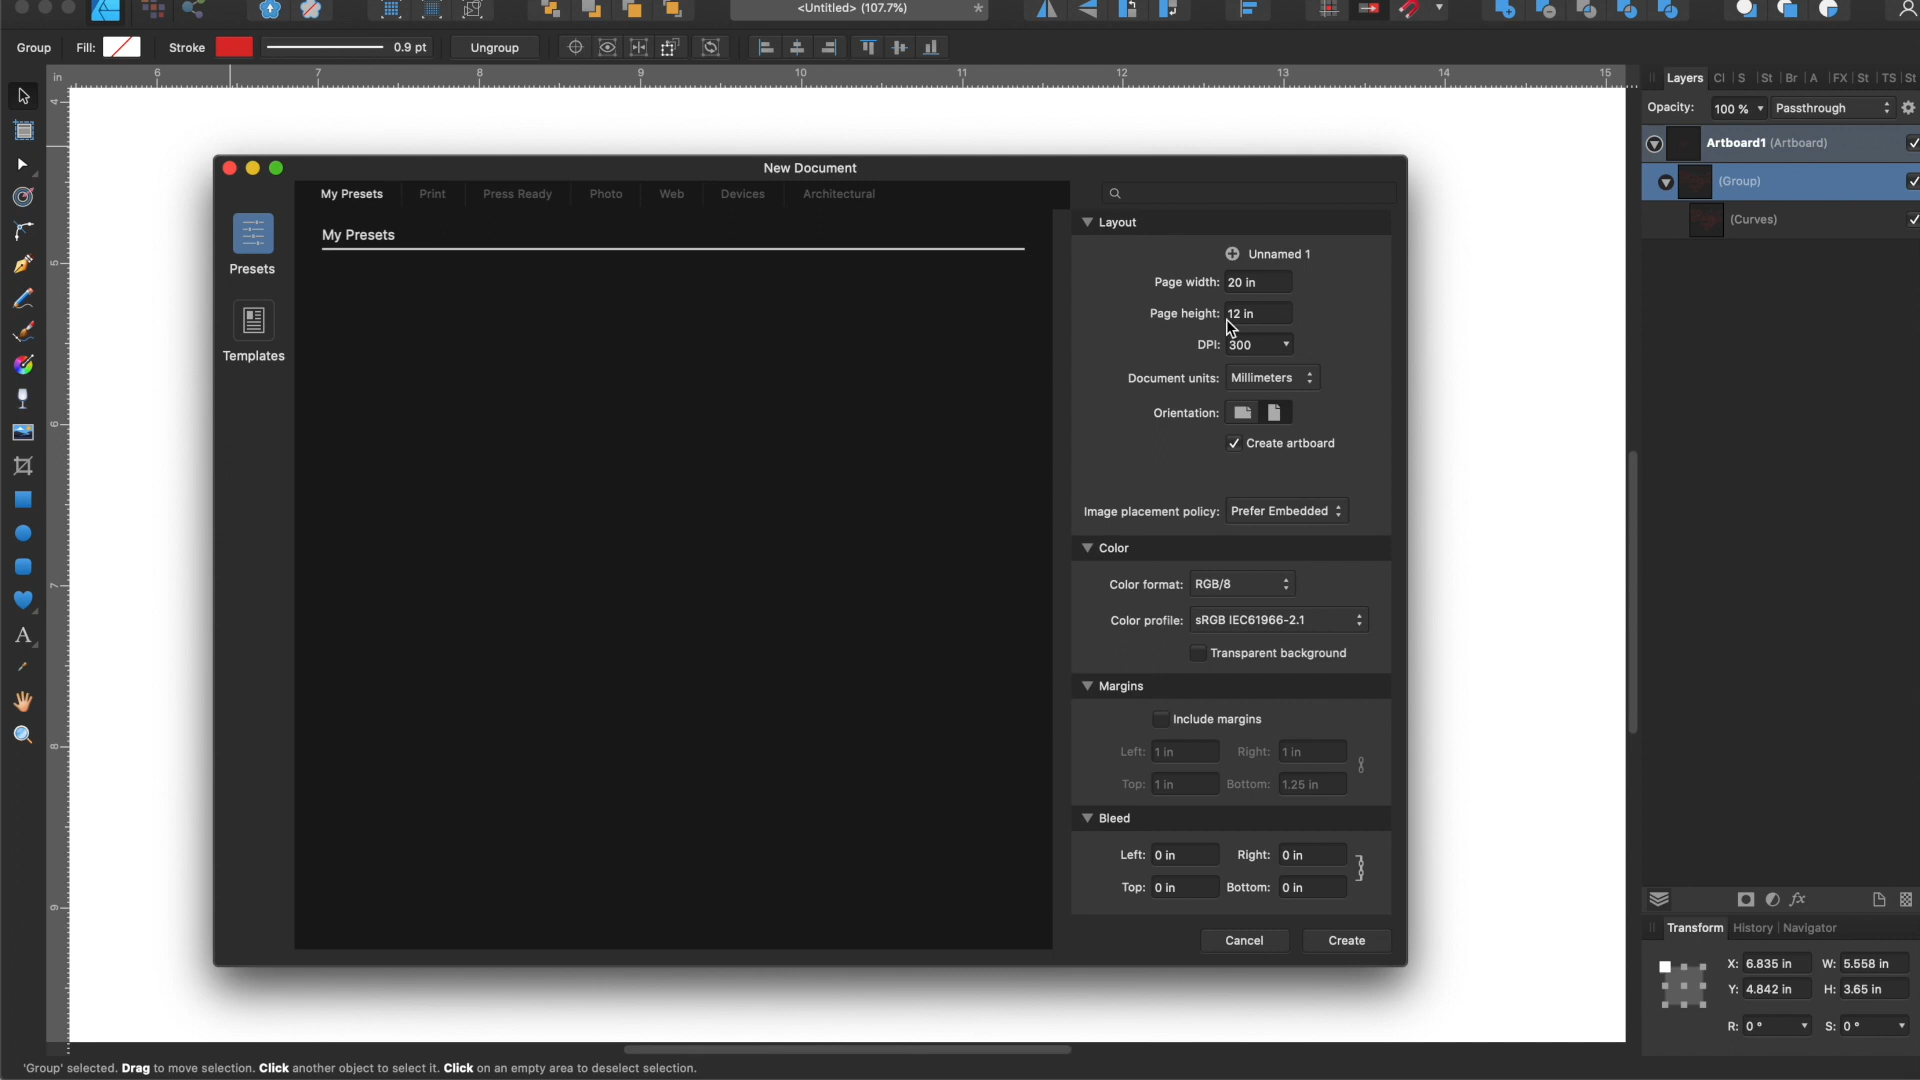 <Untitled> (107.7%)
*
Group
Fill:
Stroke
0.9 pt
Ungroup
in
6
7
8
9
10
11
12
13
14
15
4
5
6
7
8
9
New Document
My Presets
Print
Press Ready
Photo
Web
Devices
Architectural
Presets
Templates
My Presets
Layout
Unnamed 1
Page width: 20 in
Page height: 12 in
DPI: 300
Document units: Millimeters
Orientation:
Create artboard
Image placement policy: Prefer Embedded
Color
Color format: RGB/8
Color profile: sRGB IEC61966-2.1
Transparent background
Margins
Include margins
Left: 1 in Right: 1 in
Top: 1 in Bottom: 1.25 in
Bleed
Left: 0 in Right: 0 in
Top: 0 in Bottom: 0 in
Cancel
Create
Layers Cl S St Br A FX St TS St
Opacity: 100 % Passthrough
Artboard1 (Artboard)
(Group)
(Curves)
fx
Transform History Navigator
X: 6.835 in W: 5.558 in
Y: 4.842 in H: 3.65 in
R: 0 ° S: 0 °
'Group' selected. Drag to move selection. Click another object to select it. Click on an empty area to deselect selection.